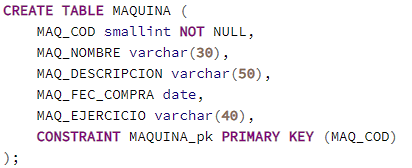 CREATE TABLE MAQUINA (
    MAQ_COD smallint NOT NULL,
    MAQ_NOMBRE varchar(30),
    MAQ_DESCRIPCION varchar(50),
    MAQ_FEC_COMPRA date,
    MAQ_EJERCICIO varchar(40),
    CONSTRAINT MAQUINA_pk PRIMARY KEY (MAQ_COD)
);